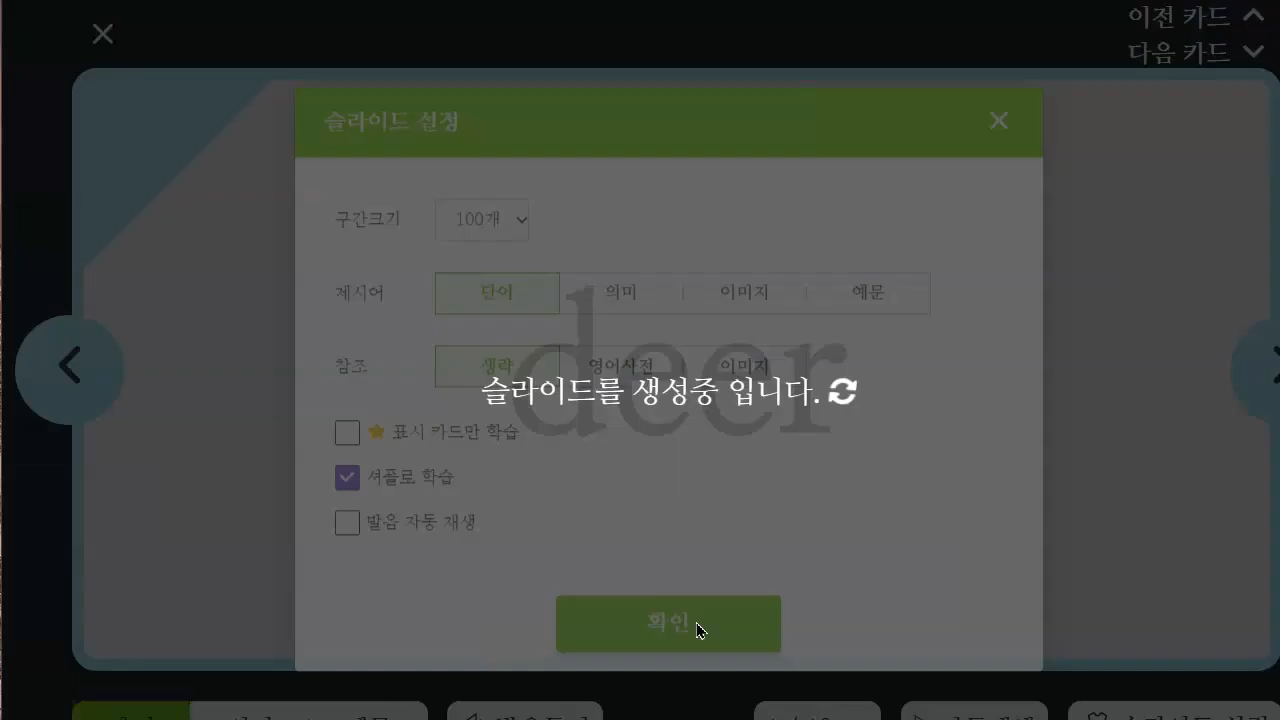 이전 카드
다음 카드
슬라이드 설정
구간크기 100개
제시어 단어 의미 이미지 예문
deer
참조 생략 영어사전 이미지
슬라이드를 생성중 입니다.
표시 카드만 학습
셔플로 학습
발음 자동 재생
확인